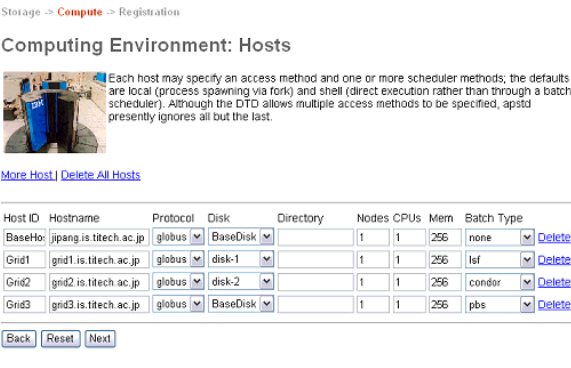 Storage -> Compute -> Registration
Computing Environment: Hosts
Each host may specify an access method and one or more scheduler methods; the defaults
are local (process spawning via fork) and shell (direct execution rather than through a batch
scheduler). Although the DTD allows multiple access methods to be specified, apstd
presently ignores all but the last.
IBM
More Host | Delete All Hosts
Host ID Hostname Protocol Disk Directory Nodes CPUs Mem Batch Type
BaseHo jipang.is.titech.ac.jp globus BaseDisk 1 1 256 none Delete
Grid1 grid1.is.titech.ac.jp globus disk-1 1 1 256 lsf Delete
Grid2 grid2.is.titech.ac.jp globus disk-2 1 1 256 condor Delete
Grid3 grid3.is.titech.ac.jp globus BaseDisk 1 1 256 pbs Delete
Back Reset Next